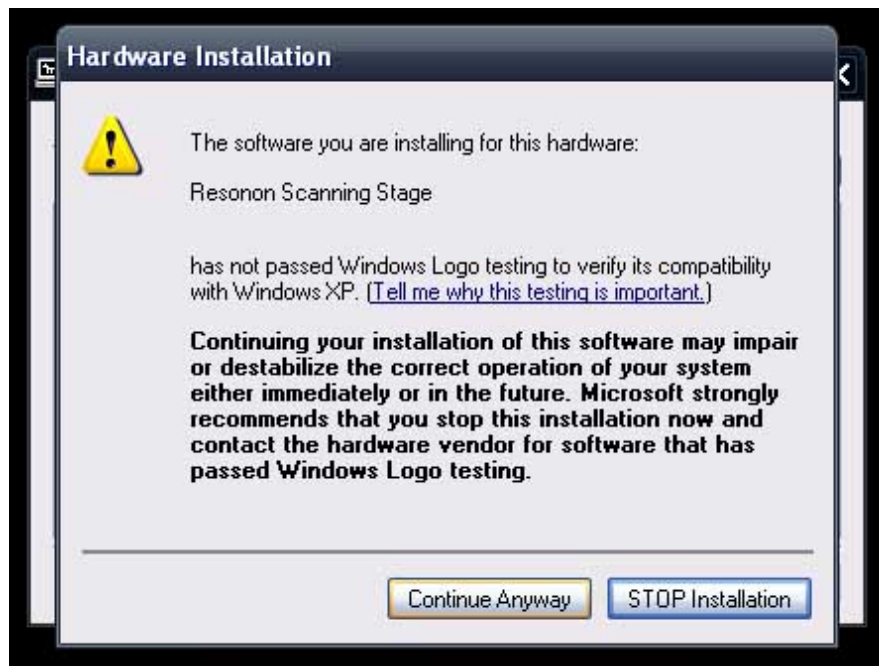 Hardware Installation
The software you are installing for this hardware:
Resonon Scanning Stage
has not passed Windows Logo testing to verify its compatibility
with Windows XP. (Tell me why this testing is important.)
Continuing your installation of this software may impair
or destabilize the correct operation of your system
either immediately or in the future. Microsoft strongly
recommends that you stop this installation now and
contact the hardware vendor for software that has
passed Windows Logo testing.
Continue Anyway
STOP Installation